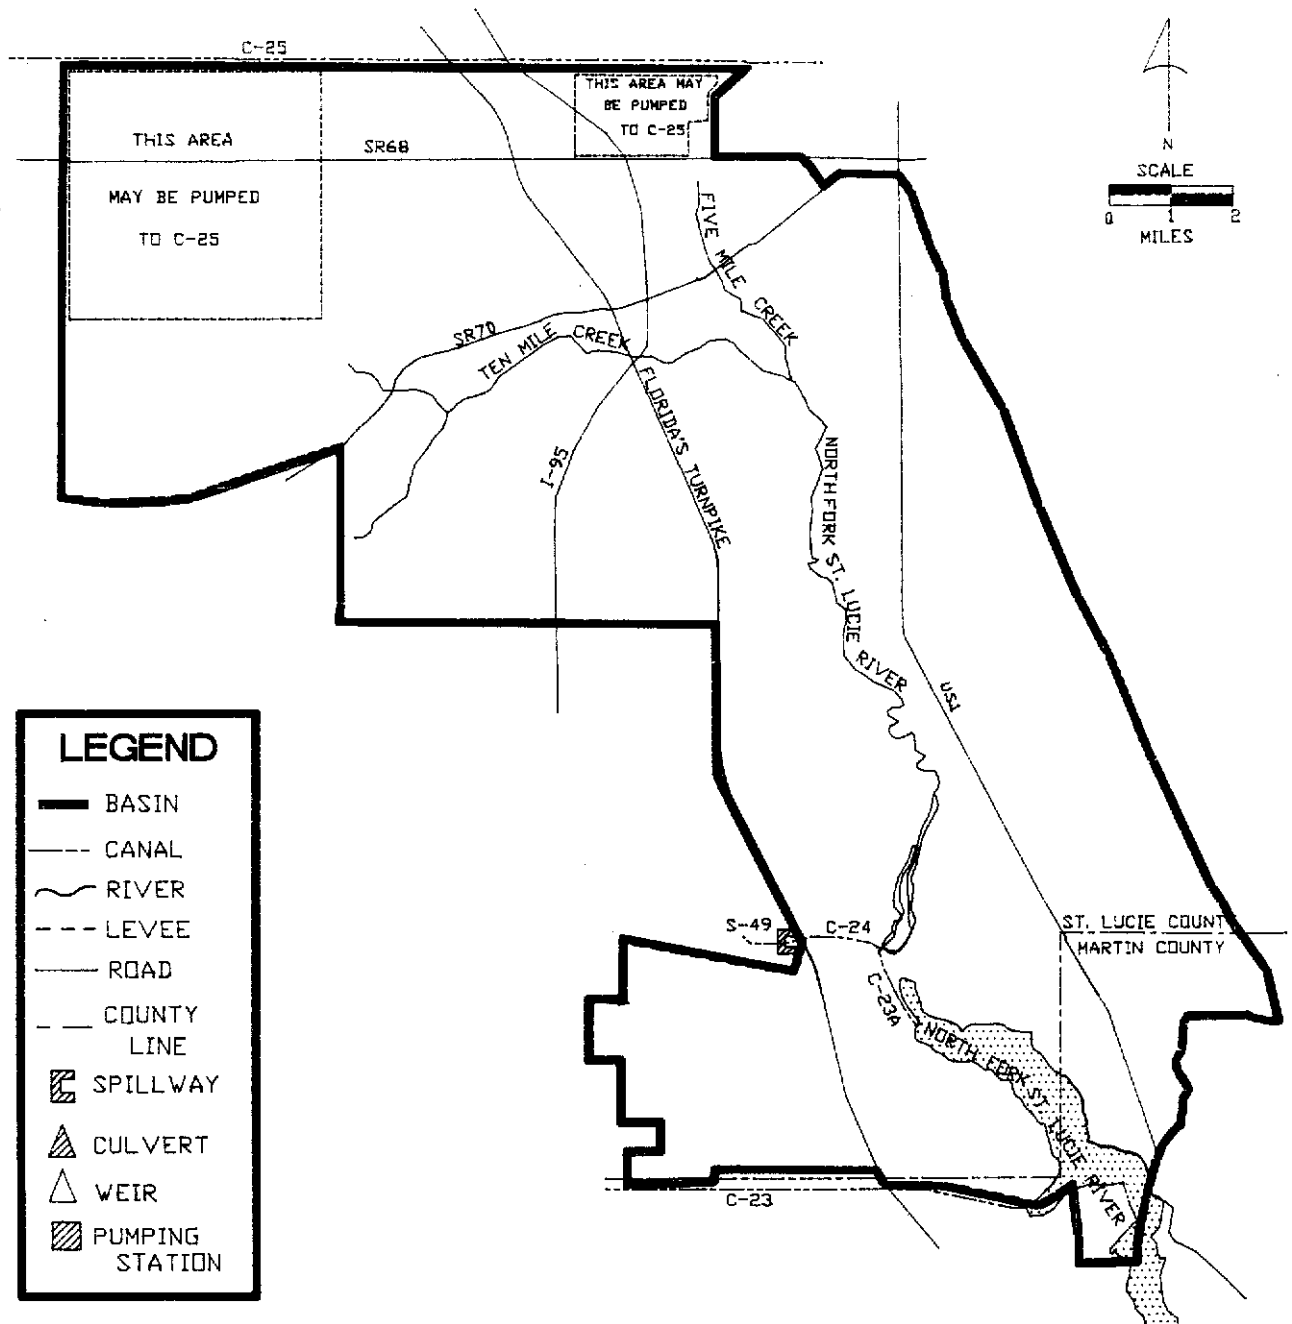 C-25
THIS AREA
MAY BE PUMPED
TO C-25
THIS AREA MAY
BE PUMPED
TO C-25
SR68
N
SCALE
0 1 2
MILES
FIVE MILE CREEK
SR70
TEN MILE CREEK
FLORIDA'S TURNPIKE
I-95
NORTH FORK ST. LUCIE RIVER
US1
S-49
C-24
ST. LUCIE COUNT
MARTIN COUNTY
C-23A
NORTH FORK ST. LUCIE RIVER
C-23
LEGEND
BASIN
CANAL
RIVER
LEVEE
ROAD
COUNTY
LINE
SPILLWAY
CULVERT
WEIR
PUMPING
STATION